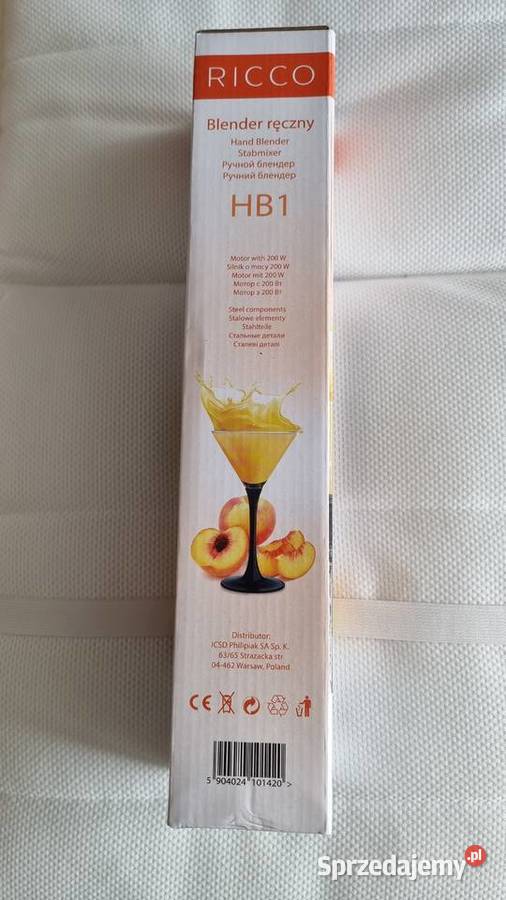 RICCO
Blender ręczny
Hand Blender
Stabmixer
Ручной блендер
Ручний блендер
HB1
Motor with 200 W
Silnik o mocy 200 W
Motor mit 200 W
Мотор с 200 Вт
Мотор з 200 Вт
Steel components
Stalowe elementy
Stahlteile
Стальные детали
Сталеві деталі
Distributor:
JCSD Philipiak SA Sp. K.
63/65 Strazacka str
04-462 Warsaw, Poland
CE
5 904024 101420 >
Sprzedajemy.pl